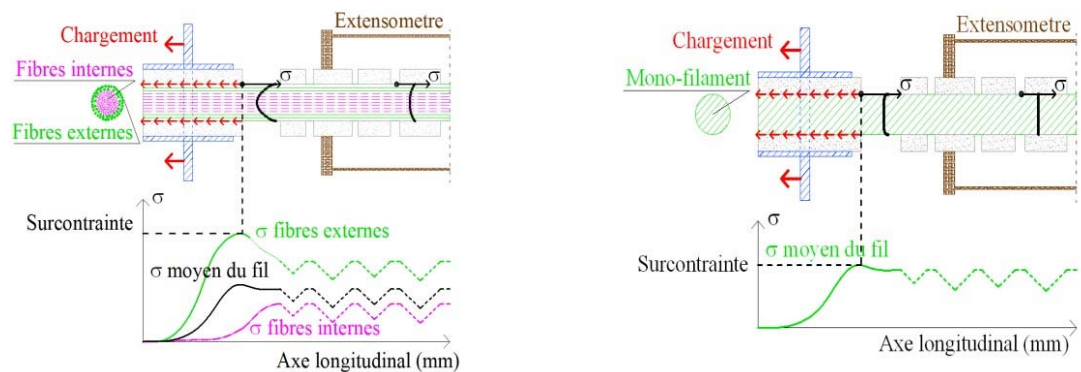 Extensometre
Chargement
Fibres internes
σ
σ
Fibres externes
σ
Surcontrainte
σ fibres externes
σ moyen du fil
σ fibres internes
Axe longitudinal (mm)
Extensometre
Chargement
Mono-filament
σ
σ
σ
σ moyen du fil
Surcontrainte
Axe longitudinal (mm)